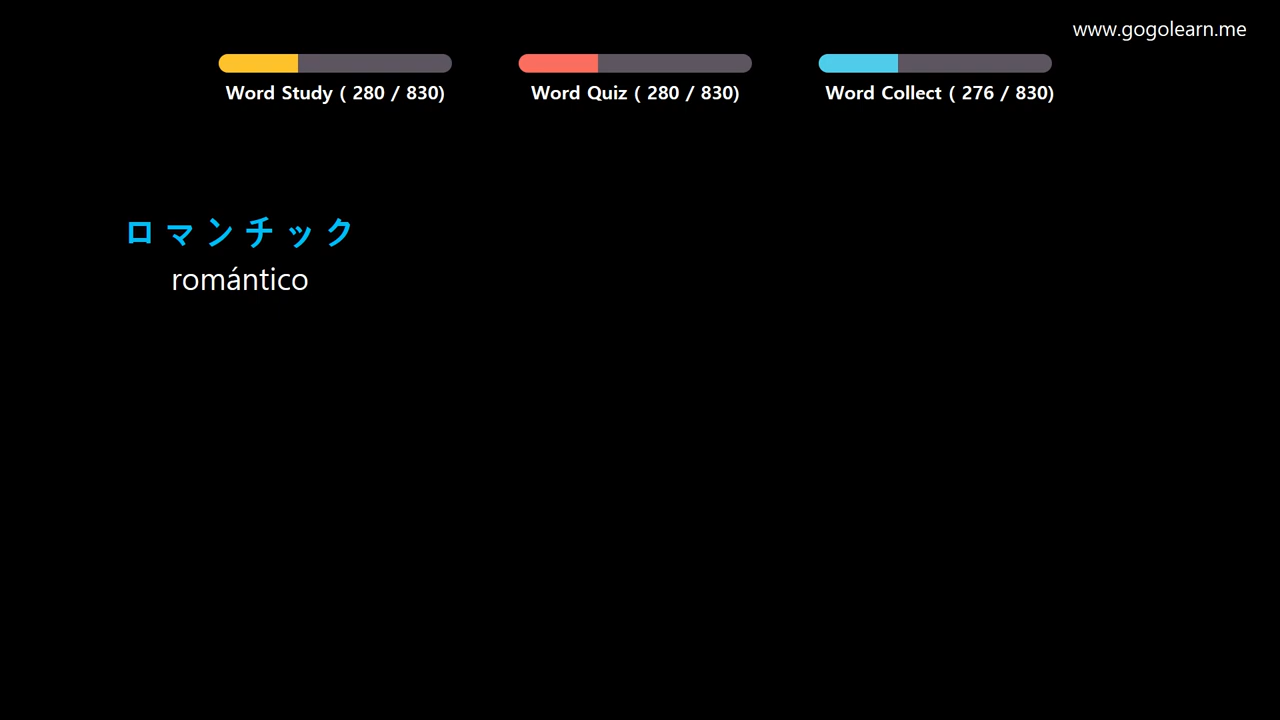 www.gogolearn.me
Word Study ( 280 / 830)
Word Quiz ( 280 / 830)
Word Collect ( 276 / 830)
ロマンチック
romántico